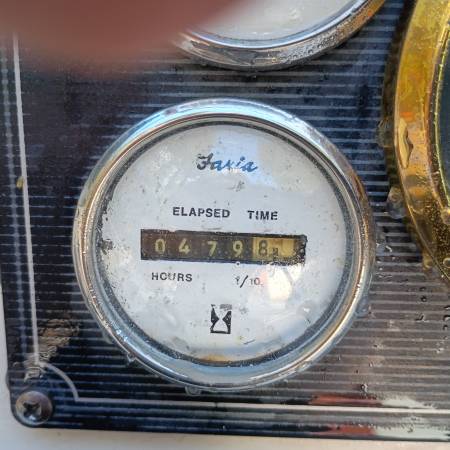 Faria
ELAPSED TIME
04798
HOURS 1/10